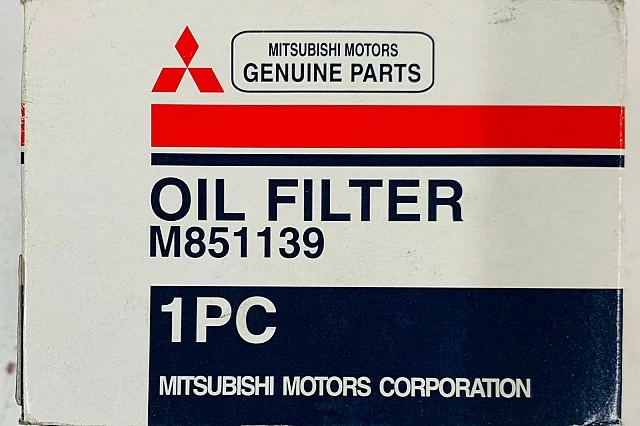 MITSUBISHI MOTORS
GENUINE PARTS
OIL FILTER
M851139
1PC
MITSUBISHI MOTORS CORPORATION